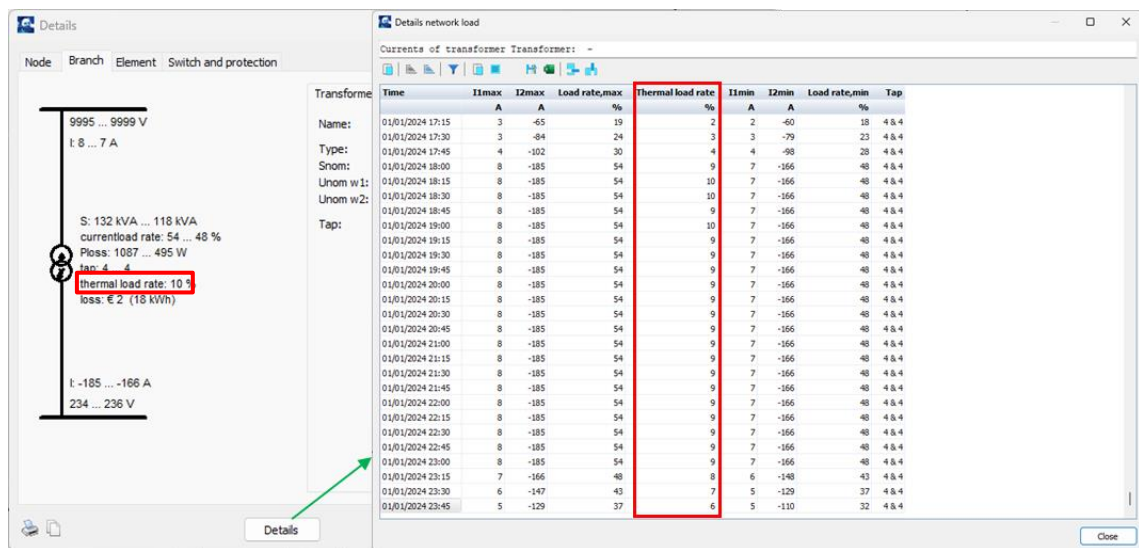 Details
Node Branch Element Switch and protection
9995 ... 9999 V
I: 8 ... 7 A
S: 132 kVA ... 118 kVA
currentload rate: 54 ... 48 %
Ploss: 1087 ... 495 W
tap: 4 ... 4
thermal load rate: 10 %
loss: € 2 (18 kWh)
I: -185 ... -166 A
234 ... 236 V
Transforme
Name:
Type:
Snom:
Unom w1:
Unom w2:
Tap:
Details
Details network load
Currents of transformer Transformer: -
Time I1max I2max Load rate,max Thermal load rate I1min I2min Load rate,min Tap
A A % % A A %
01/01/2024 17:15 3 -65 19 2 2 -60 18 4 & 4
01/01/2024 17:30 3 -84 24 3 3 -79 23 4 & 4
01/01/2024 17:45 4 -102 30 4 4 -98 28 4 & 4
01/01/2024 18:00 8 -185 54 9 7 -166 48 4 & 4
01/01/2024 18:15 8 -185 54 10 7 -166 48 4 & 4
01/01/2024 18:30 8 -185 54 10 7 -166 48 4 & 4
01/01/2024 18:45 8 -185 54 9 7 -166 48 4 & 4
01/01/2024 19:00 8 -185 54 10 7 -166 48 4 & 4
01/01/2024 19:15 8 -185 54 9 7 -166 48 4 & 4
01/01/2024 19:30 8 -185 54 9 7 -166 48 4 & 4
01/01/2024 19:45 8 -185 54 9 7 -166 48 4 & 4
01/01/2024 20:00 8 -185 54 9 7 -166 48 4 & 4
01/01/2024 20:15 8 -185 54 9 7 -166 48 4 & 4
01/01/2024 20:30 8 -185 54 9 7 -166 48 4 & 4
01/01/2024 20:45 8 -185 54 9 7 -166 48 4 & 4
01/01/2024 21:00 8 -185 54 9 7 -166 48 4 & 4
01/01/2024 21:15 8 -185 54 9 7 -166 48 4 & 4
01/01/2024 21:30 8 -185 54 9 7 -166 48 4 & 4
01/01/2024 21:45 8 -185 54 9 7 -166 48 4 & 4
01/01/2024 22:00 8 -185 54 9 7 -166 48 4 & 4
01/01/2024 22:15 8 -185 54 9 7 -166 48 4 & 4
01/01/2024 22:30 8 -185 54 9 7 -166 48 4 & 4
01/01/2024 22:45 8 -185 54 9 7 -166 48 4 & 4
01/01/2024 23:00 8 -185 54 9 7 -166 48 4 & 4
01/01/2024 23:15 7 -166 48 8 6 -148 43 4 & 4
01/01/2024 23:30 6 -147 43 7 5 -129 37 4 & 4
01/01/2024 23:45 5 -129 37 6 5 -110 32 4 & 4
Close